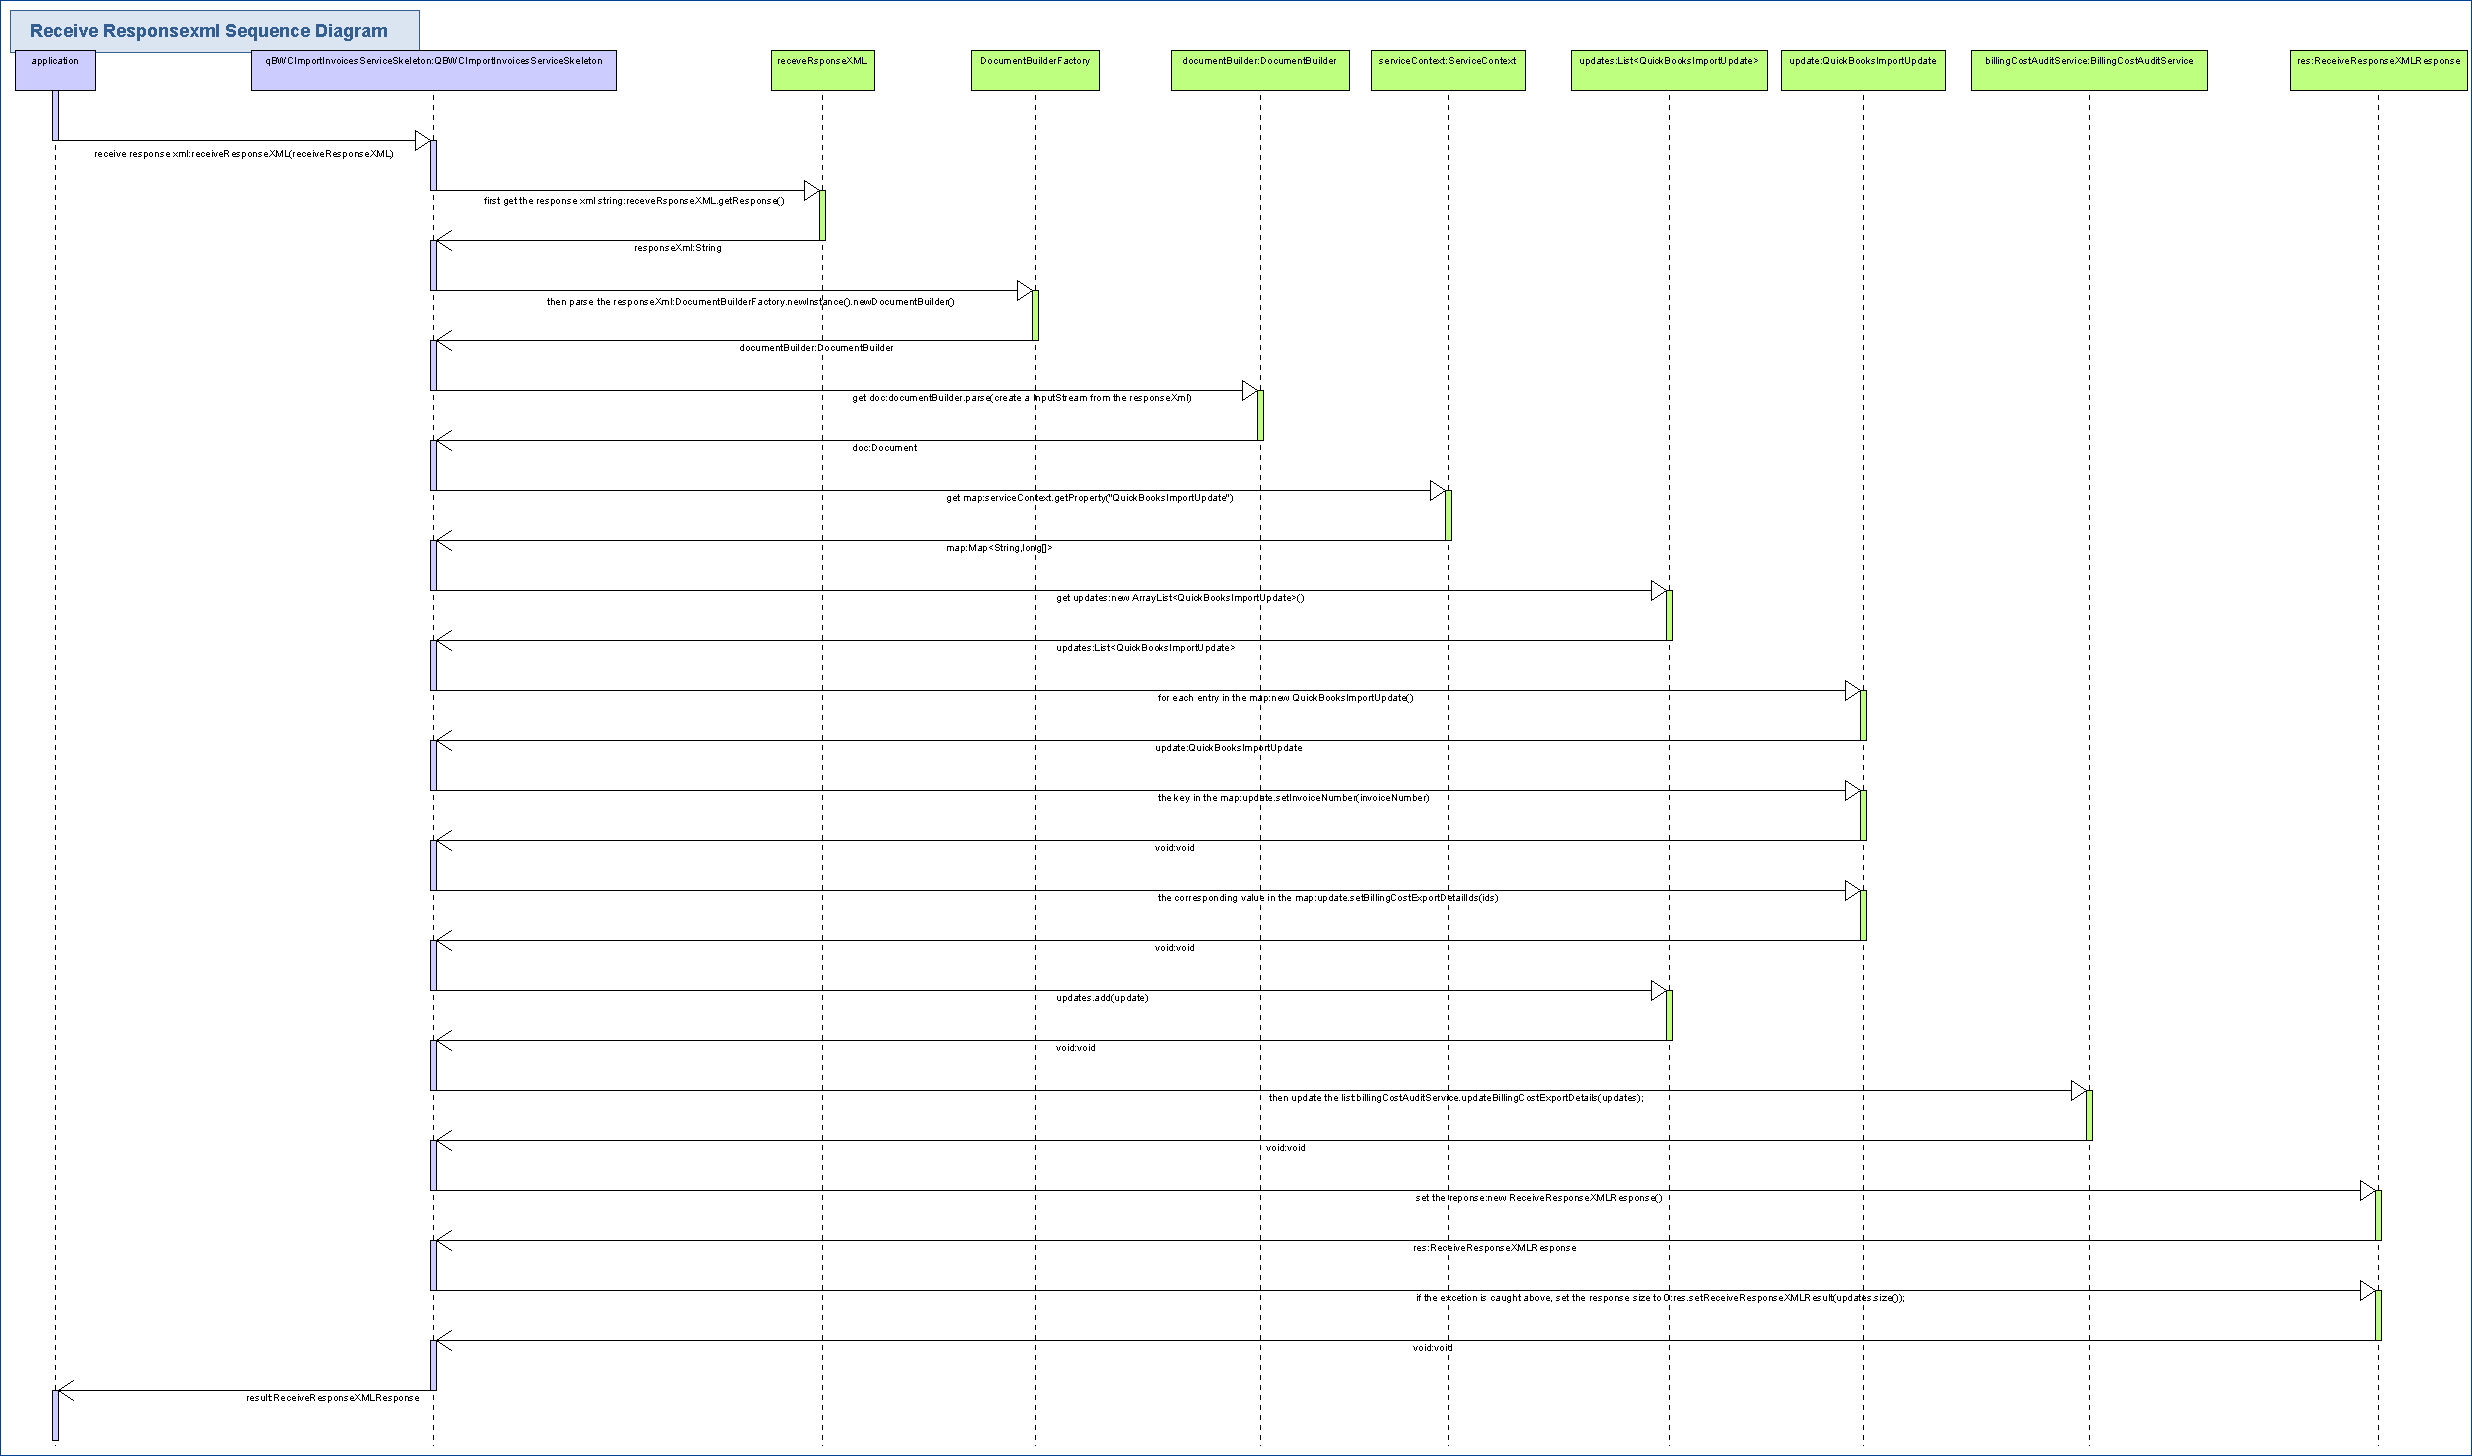 Receive Responsexml Sequence Diagram
application
qBWCImportInvoicesServiceSkeleton:QBWCImportInvoicesServiceSkeleton
receveRsponseXML
DocumentBuilderFactory
documentBuilder:DocumentBuilder
serviceContext:ServiceContext
updates:List<QuickBooksImportUpdate>
update:QuickBooksImportUpdate
billingCostAuditService:BillingCostAuditService
res:ReceiveResponseXMLResponse
receive response xml:receiveResponseXML(receiveResponseXML)
first get the response xml string:receveRsponseXML.getResponse()
responseXml:String
then parse the responseXml:DocumentBuilderFactory.newInstance().newDocumentBuilder()
documentBuilder:DocumentBuilder
get doc:documentBuilder.parse(create a InputStream from the responseXml)
doc:Document
get map:serviceContext.getProperty("QuickBooksImportUpdate")
map:Map<String,long[]>
get updates:new ArrayList<QuickBooksImportUpdate>()
updates:List<QuickBooksImportUpdate>
for each entry in the map:new QuickBooksImportUpdate()
update:QuickBooksImportUpdate
the key in the map:update.setInvoiceNumber(invoiceNumber)
void:void
the corresponding value in the map:update.setBillingCostExportDetailIds(ids)
void:void
updates.add(update)
void:void
then update the list:billingCostAuditService.updateBillingCostExportDetails(updates);
void:void
set the reponse:new ReceiveResponseXMLResponse()
res:ReceiveResponseXMLResponse
if the excetion is caught above, set the response size to 0:res.setReceiveResponseXMLResult(updates.size());
void:void
result:ReceiveResponseXMLResponse